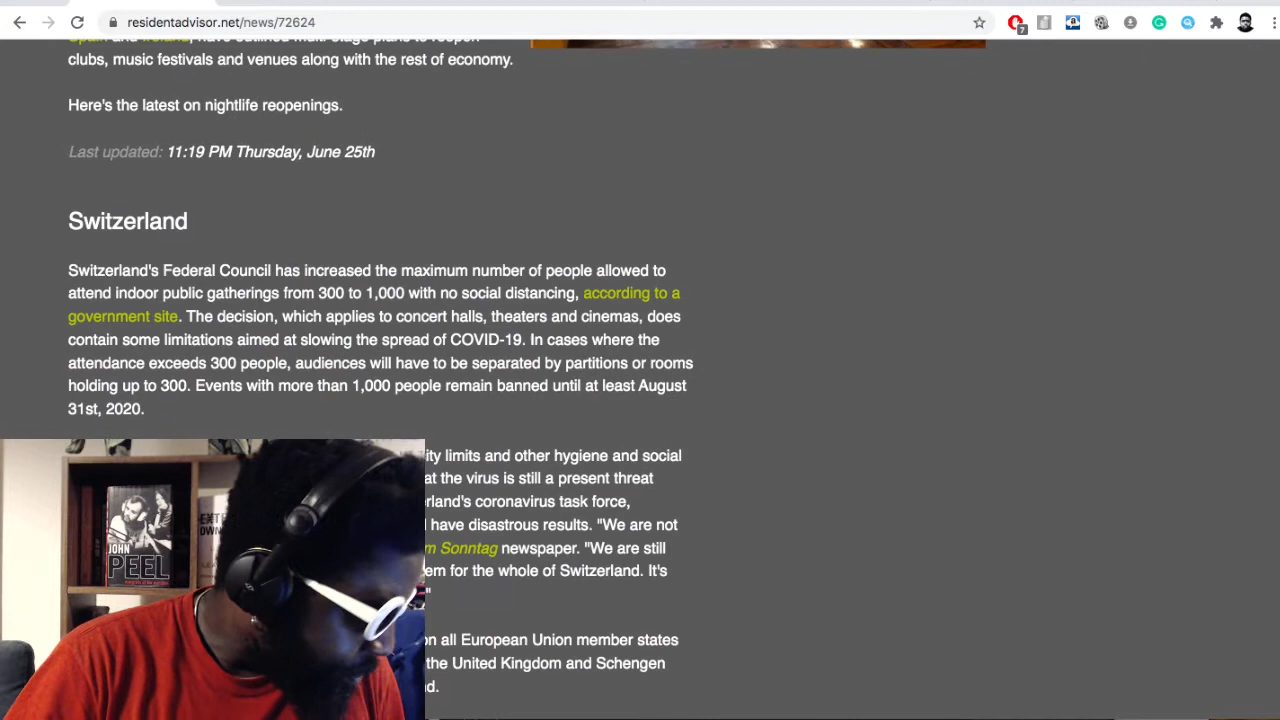 residentadvisor.net/news/72624
7
Spain and Ireland, have outlined multi-stage plans to reopen
clubs, music festivals and venues along with the rest of economy.
Here's the latest on nightlife reopenings.
Last updated: 11:19 PM Thursday, June 25th
Switzerland
Switzerland's Federal Council has increased the maximum number of people allowed to
attend indoor public gatherings from 300 to 1,000 with no social distancing, according to a
government site. The decision, which applies to concert halls, theaters and cinemas, does
contain some limitations aimed at slowing the spread of COVID-19. In cases where the
attendance exceeds 300 people, audiences will have to be separated by partitions or rooms
holding up to 300. Events with more than 1,000 people remain banned until at least August
31st, 2020.
limits and other hygiene and social
at the virus is still a present threat
erland's coronavirus task force,
have disastrous results. "We are not
m Sonntag newspaper. "We are still
em for the whole of Switzerland. It's
"
on all European Union member states
the United Kingdom and Schengen
d.
JOHN
PEEL